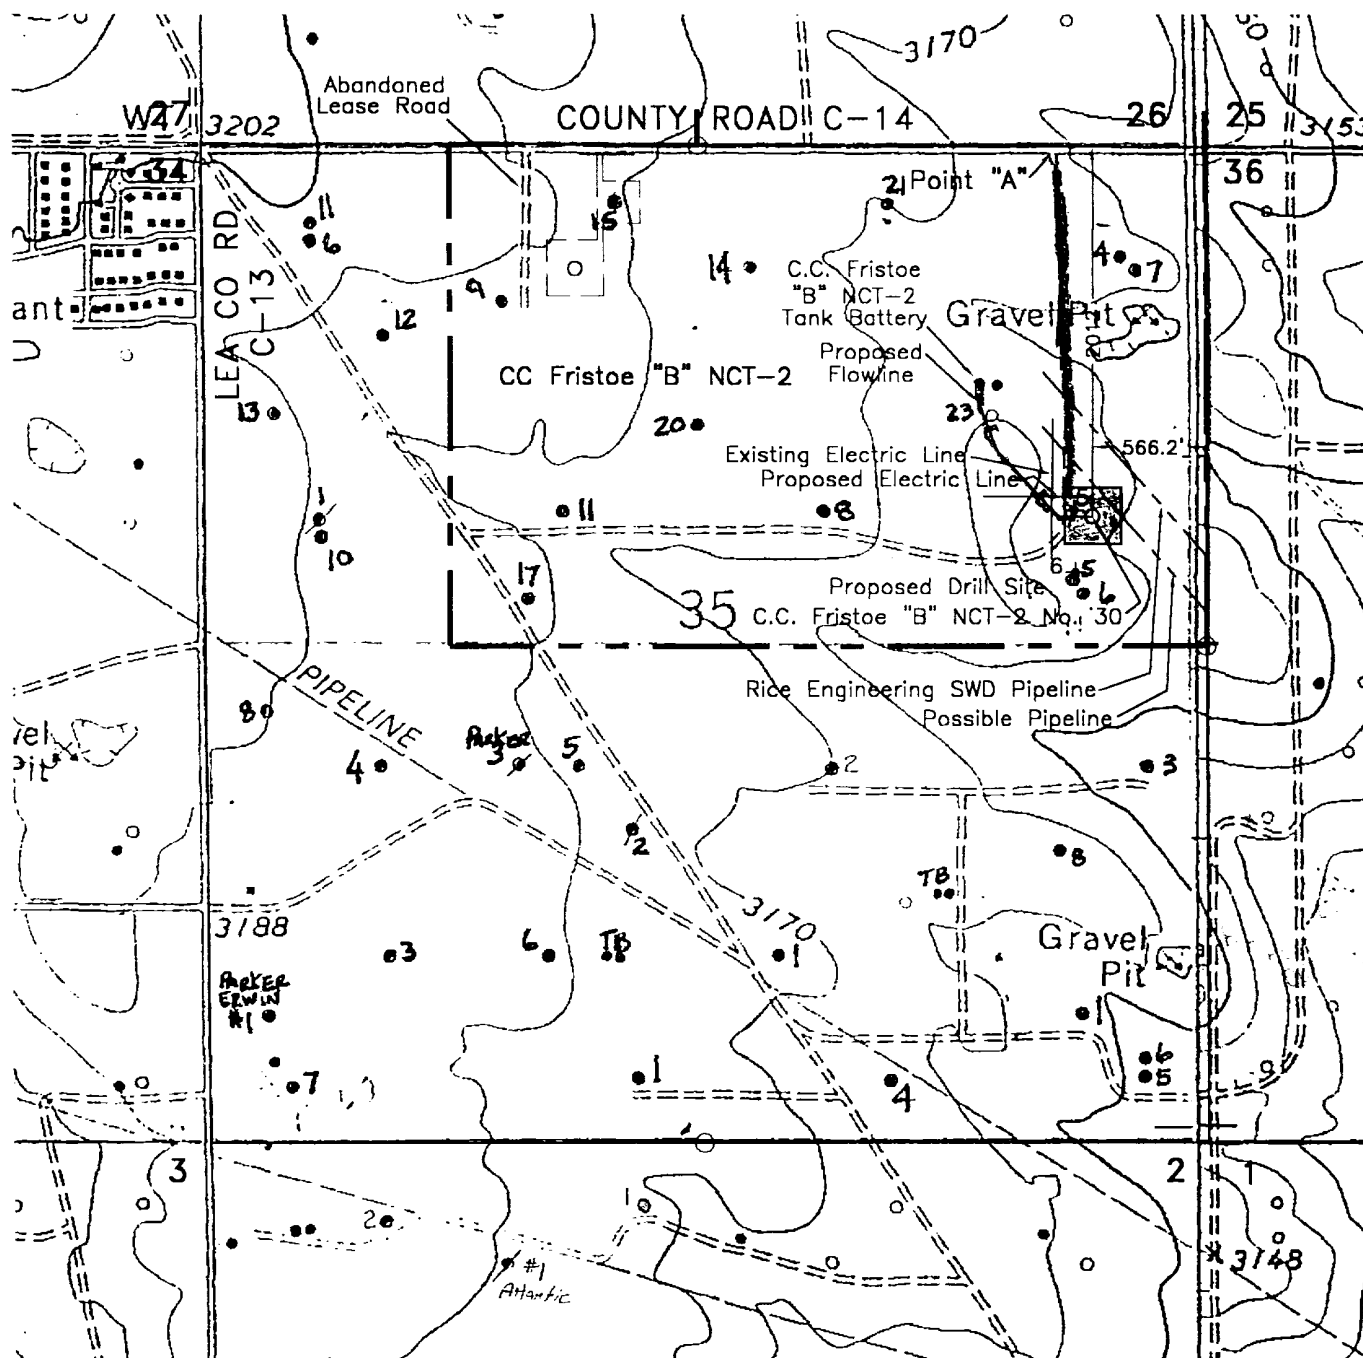 3170
Abandoned
Lease Road
27
3202
COUNTY ROAD C-14
26
25
3153
34
36
Point "A"
21
11
6
15
4
7
LEA CO RD
C-13
14
C.C. Fristoe
"B" NCT-2
Tank Battery
Gravel Pit
ant
9
12
Proposed
Flowline
CC Fristoe "B" NCT-2
13
20
23
566.2'
Existing Electric Line
Proposed Electric Line
1
11
8
10
17
6
15
6
Proposed Drill Site
35
C.C. Fristoe "B" NCT-2 No. 30
PIPELINE
Rice Engineering SWD Pipeline
Possible Pipeline
8
vel
Pit
PARKER
3
5
4
2
3
2
8
TB
3170
3188
3
6
TB
1
Gravel
Pit
PARKER
ERWIN
#1
1
6
5
7
1
4
3
2
1
1
2
3148
#1
Atlantic